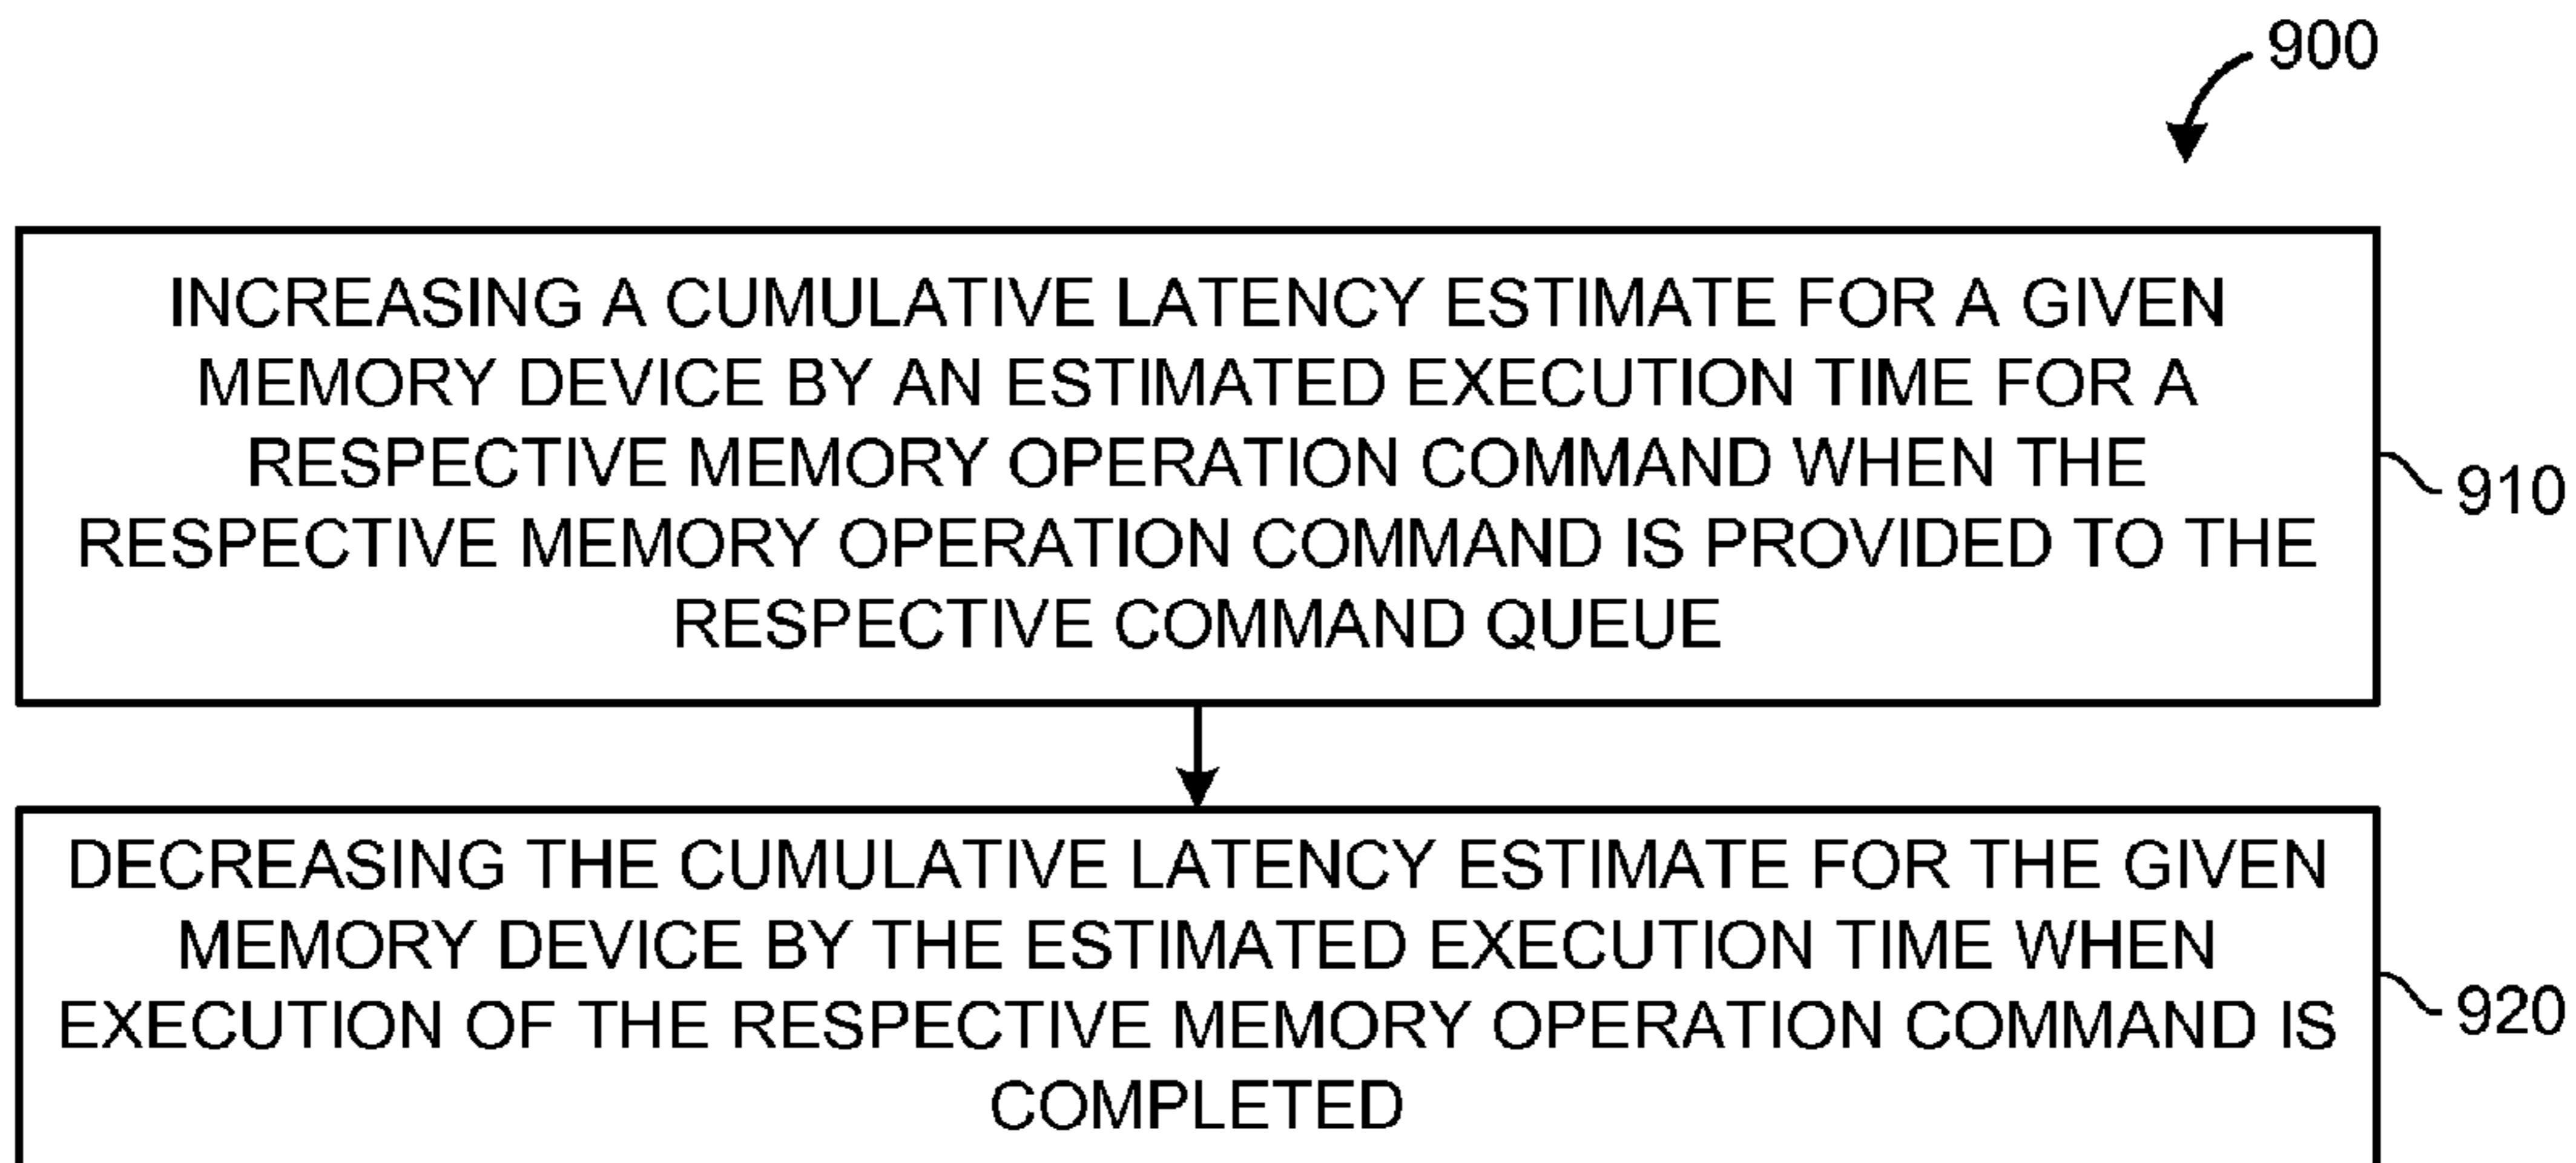 900
INCREASING A CUMULATIVE LATENCY ESTIMATE FOR A GIVEN
MEMORY DEVICE BY AN ESTIMATED EXECUTION TIME FOR A
RESPECTIVE MEMORY OPERATION COMMAND WHEN THE
RESPECTIVE MEMORY OPERATION COMMAND IS PROVIDED TO THE
RESPECTIVE COMMAND QUEUE
910
DECREASING THE CUMULATIVE LATENCY ESTIMATE FOR THE GIVEN
MEMORY DEVICE BY THE ESTIMATED EXECUTION TIME WHEN
EXECUTION OF THE RESPECTIVE MEMORY OPERATION COMMAND IS
COMPLETED
920